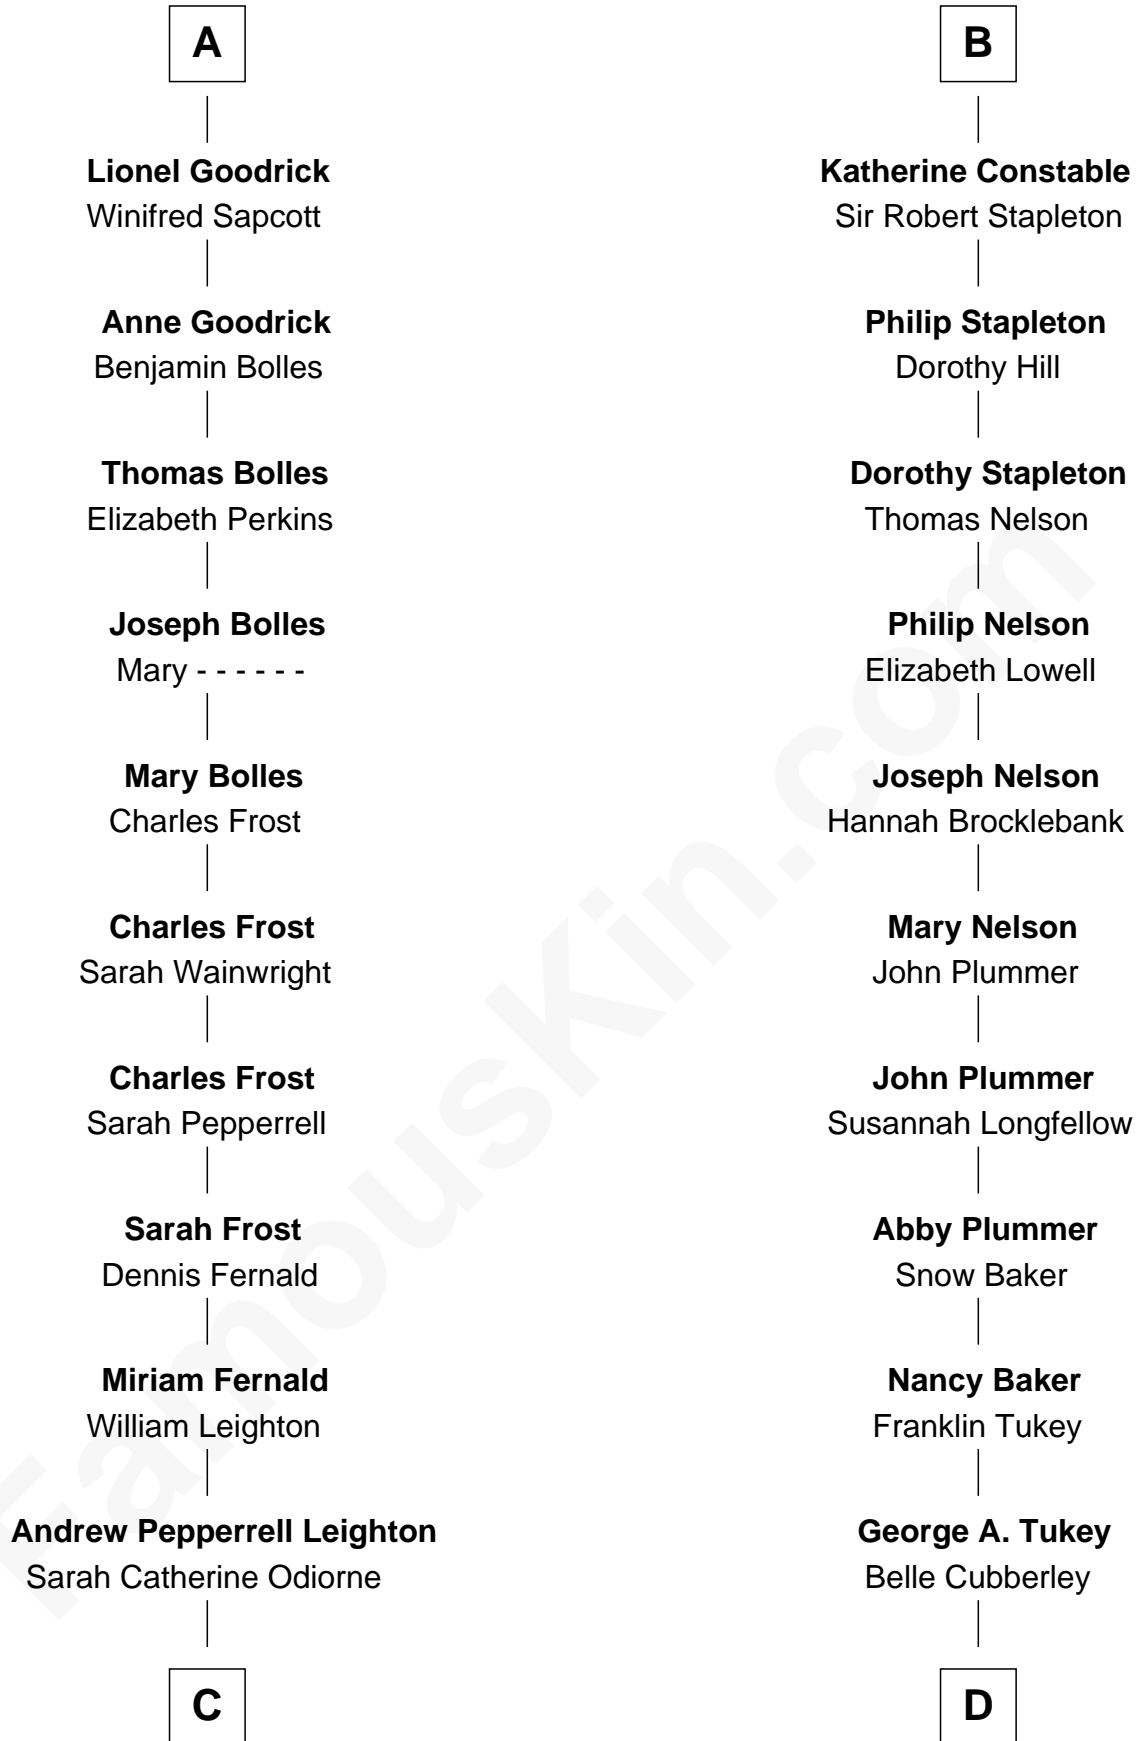 A
Lionel Goodrick
Winifred Sapcott
Anne Goodrick
Benjamin Bolles
Thomas Bolles
Elizabeth Perkins
Joseph Bolles
Mary - - - - - -
Mary Bolles
Charles Frost
Charles Frost
Sarah Wainwright
Charles Frost
Sarah Pepperrell
Sarah Frost
Dennis Fernald
Miriam Fernald
William Leighton
Andrew Pepperrell Leighton
Sarah Catherine Odiorne
C
B
Katherine Constable
Sir Robert Stapleton
Philip Stapleton
Dorothy Hill
Dorothy Stapleton
Thomas Nelson
Philip Nelson
Elizabeth Lowell
Joseph Nelson
Hannah Brocklebank
Mary Nelson
John Plummer
John Plummer
Susannah Longfellow
Abby Plummer
Snow Baker
Nancy Baker
Franklin Tukey
George A. Tukey
Belle Cubberley
D
FamousKin.com